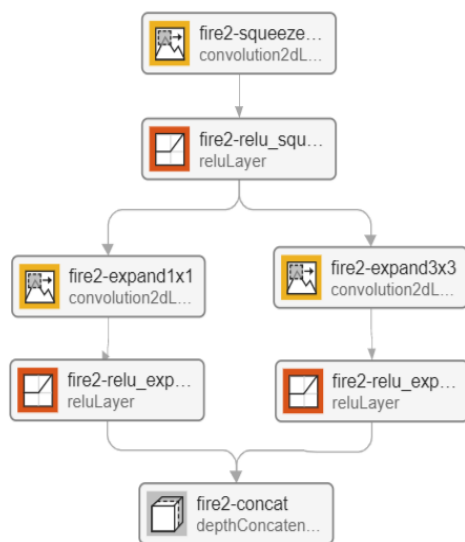 fire2-squeeze...
convolution2dL...
fire2-relu_squ...
reluLayer
fire2-expand1x1
convolution2dL...
fire2-expand3x3
convolution2dL...
fire2-relu_exp...
reluLayer
fire2-relu_exp...
reluLayer
fire2-concat
depthConcaten...